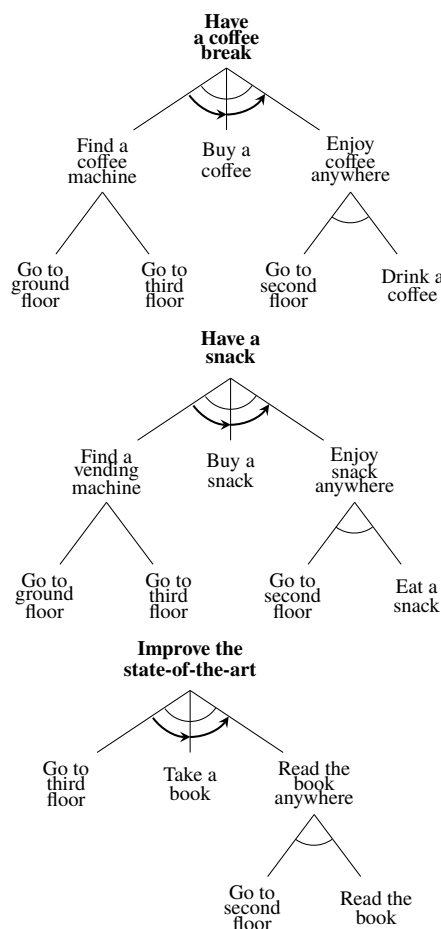 Have
a coffee
break
Find a
coffee
machine
Buy a
coffee
Enjoy
coffee
anywhere
Go to
ground
floor
Go to
third
floor
Go to
second
floor
Drink a
coffee
Have a
snack
Find a
vending
machine
Buy a
snack
Enjoy
snack
anywhere
Go to
ground
floor
Go to
third
floor
Go to
second
floor
Eat a
snack
Improve the
state-of-the-art
Go to
third
floor
Take a
book
Read the
book
anywhere
Go to
second
floor
Read the
book